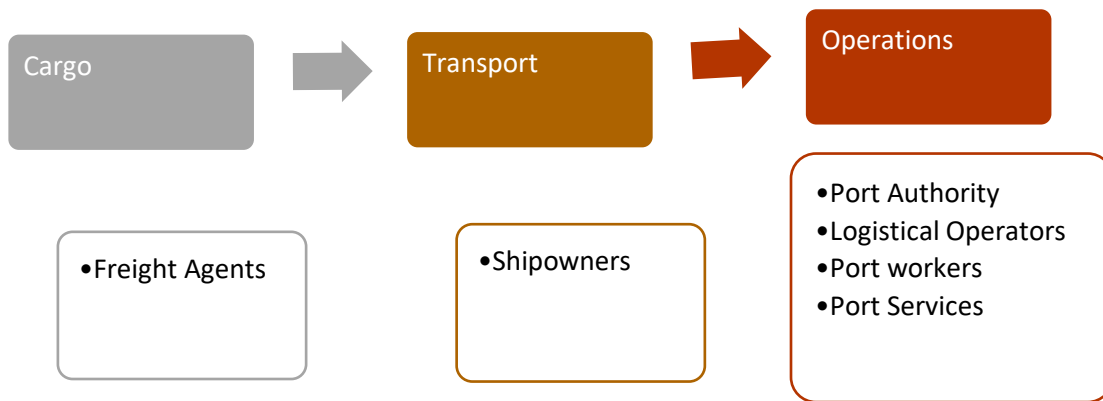 Cargo
Transport
Operations
•Freight Agents
•Shipowners
•Port Authority
•Logistical Operators
•Port workers
•Port Services